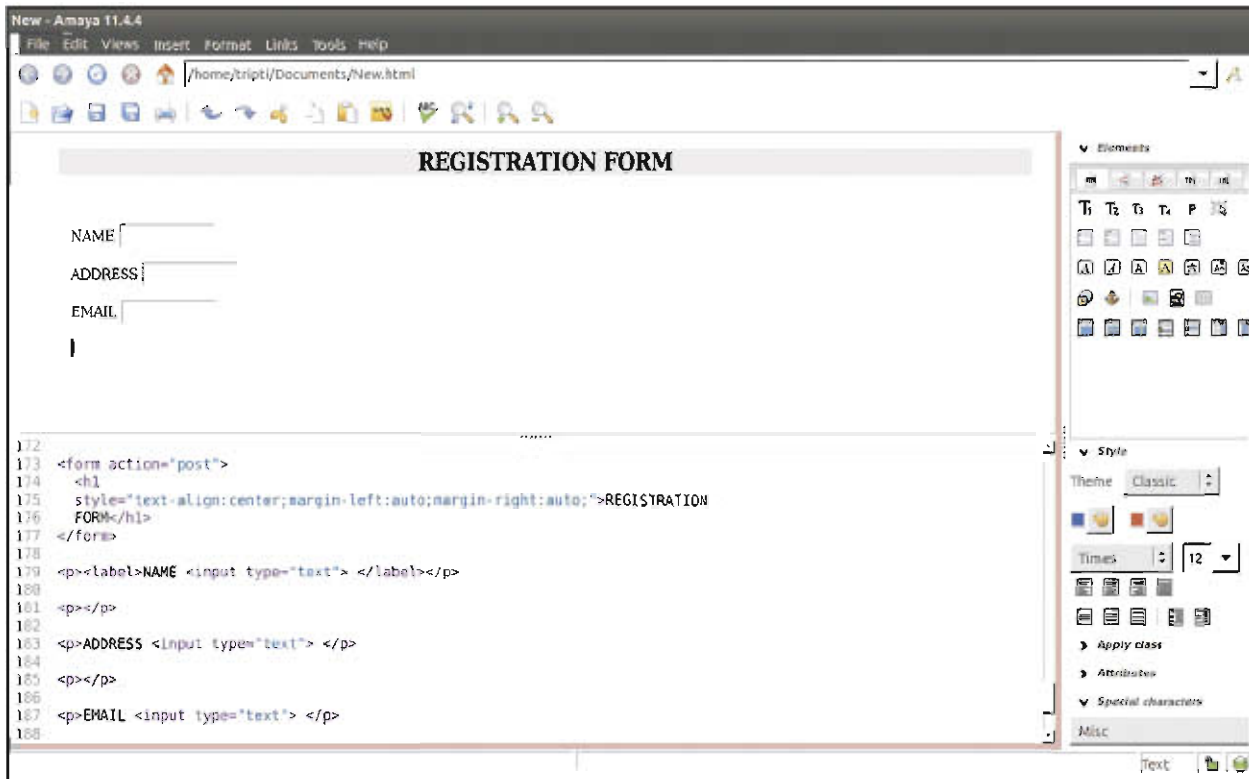 New - Amaya 11.4.4
File Edit Views Insert Format Links Tools Help
/home/tripti/Documents/New.html
REGISTRATION FORM
NAME
ADDRESS
EMAIL
Elements
T1 T2 T3 T4 P
172
173 <form action="post">
174 <h1
175 style="text-align:center;margin-left:auto;margin-right:auto;">REGISTRATION
176 FORM</h1>
177 </form>
178
179 <p><label>NAME <input type="text"> </label></p>
180
181 <p></p>
182
183 <p>ADDRESS <input type="text"> </p>
184
185 <p></p>
186
187 <p>EMAIL <input type="text"> </p>
188
Style
Theme Classic
Times 12
Apply class
Attributes
Special characters
Misc
Text